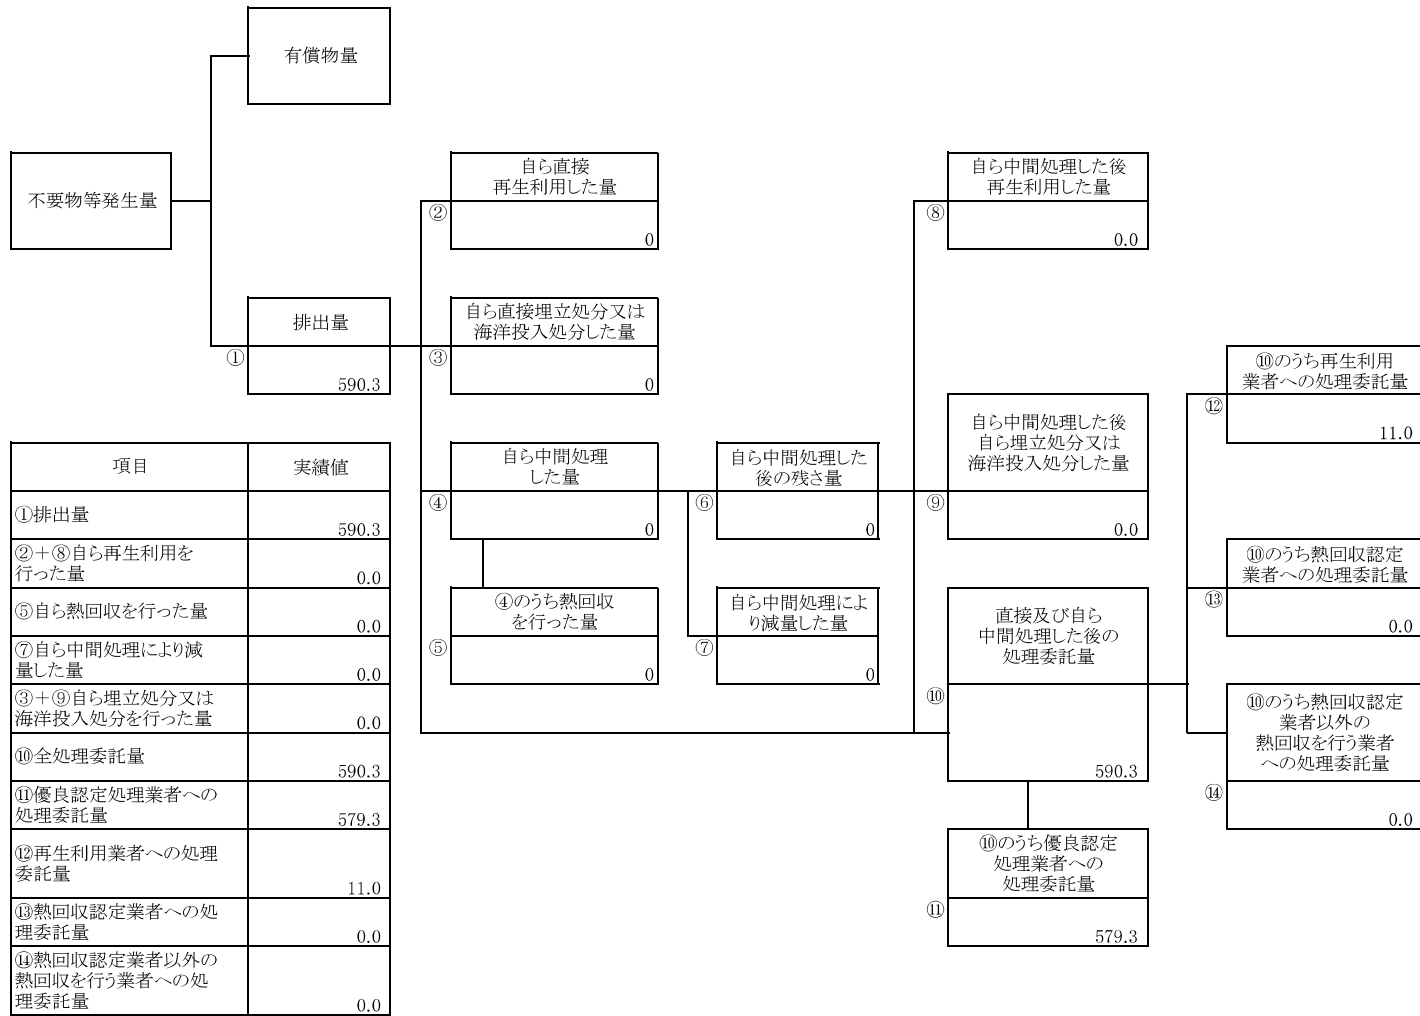 有償物量
不要物等発生量
自ら直接
再生利用した量
②
0
自ら中間処理した後
再生利用した量
⑧
0.0
排出量
①
590.3
自ら直接埋立処分又は
海洋投入処分した量
③
0
自ら中間処理
した量
④
0
自ら中間処理した
後の残さ量
⑥
0
自ら中間処理した後
自ら埋立処分又は
海洋投入処分した量
⑨
0.0
⑩のうち再生利用
業者への処理委託量
⑫
11.0
④のうち熱回収
を行った量
⑤
0
自ら中間処理によ
り減量した量
⑦
0
直接及び自ら
中間処理した後の
処理委託量
⑩
590.3
⑩のうち熱回収認定
業者への処理委託量
⑬
0.0
⑩のうち熱回収認定
業者以外の
熱回収を行う業者
への処理委託量
⑭
0.0
⑩のうち優良認定
処理業者への
処理委託量
⑪
579.3
項目 実績値
①排出量
590.3
②＋⑧自ら再生利用を
行った量
0.0
⑤自ら熱回収を行った量
0.0
⑦自ら中間処理により減
量した量
0.0
③＋⑨自ら埋立処分又は
海洋投入処分を行った量
0.0
⑩全処理委託量
590.3
⑪優良認定処理業者への
処理委託量
579.3
⑫再生利用業者への処理
委託量
11.0
⑬熱回収認定業者への処
理委託量
0.0
⑭熱回収認定業者以外の
熱回収を行う業者への処
理委託量
0.0